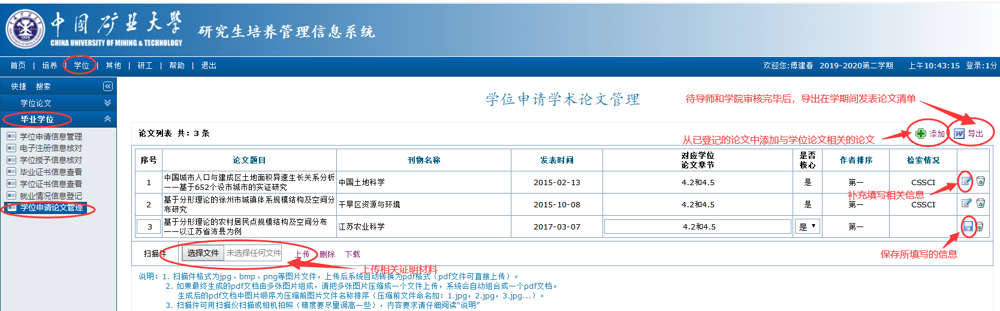 中国矿业大学
CHINA UNIVERSITY OF MINING & TECHNOLOGY
研究生培养管理信息系统
首页 | 培养 | 学位 | 其他 | 研工 | 帮助 | 退出
欢迎您:傅建春 2019-2020第二学期 上午10:43:15 登录:1分
快捷 搜索
学位论文
毕业学位
学位申请信息管理
电子注册信息核对
学位授予信息核对
毕业证书信息查看
学位证书信息查看
就业情况信息登记
学位申请论文管理
学位申请学术论文管理
待导师和学院审核完毕后，导出在学期间发表论文清单
论文列表 共：3 条
添加 导出
从已登记的论文中添加与学位论文相关的论文
序号 论文题目 刊物名称 发表时间 对应学位论文章节 是否核心 作者排序 检索情况
1 中国城市人口与建成区土地面积异速生长关系分析
——基于652个设市城市的实证研究 中国土地科学 2015-02-13 4.2和4.5 是 第一 CSSCI
补充填写相关信息
2 基于分形理论的徐州市城镇体系规模结构及空间分
布研究 干旱区资源与环境 2015-10-08 4.2和4.5 是 第一 CSSCI
3 基于分形理论的农村居民点规模结构及空间分布
——以江苏省沛县为例 江苏农业科学 2017-03-07 4.2和4.5 是 第一
保存所填写的信息
扫描件 选择文件 未选择任何文件 上传 删除 下载
上传相关证明材料
说明：1. 扫描件格式为jpg、bmp、png等图片文件，上传后系统自动转换为pdf格式（pdf文件可直接上传）。
2. 如果最终生成的pdf文档由多张图片组成，请把多张图片压缩成一个文件上传，系统会自动组合成一个pdf文档。
生成后的pdf文档中图片顺序为压缩前图片文件名称排序（压缩前文件命名如：1.jpg，2.jpg，3.jpg...）。
3. 扫描件可用扫描仪扫描或相机拍照（精度要尽量调高一些），内容要求请仔细阅读“说明”